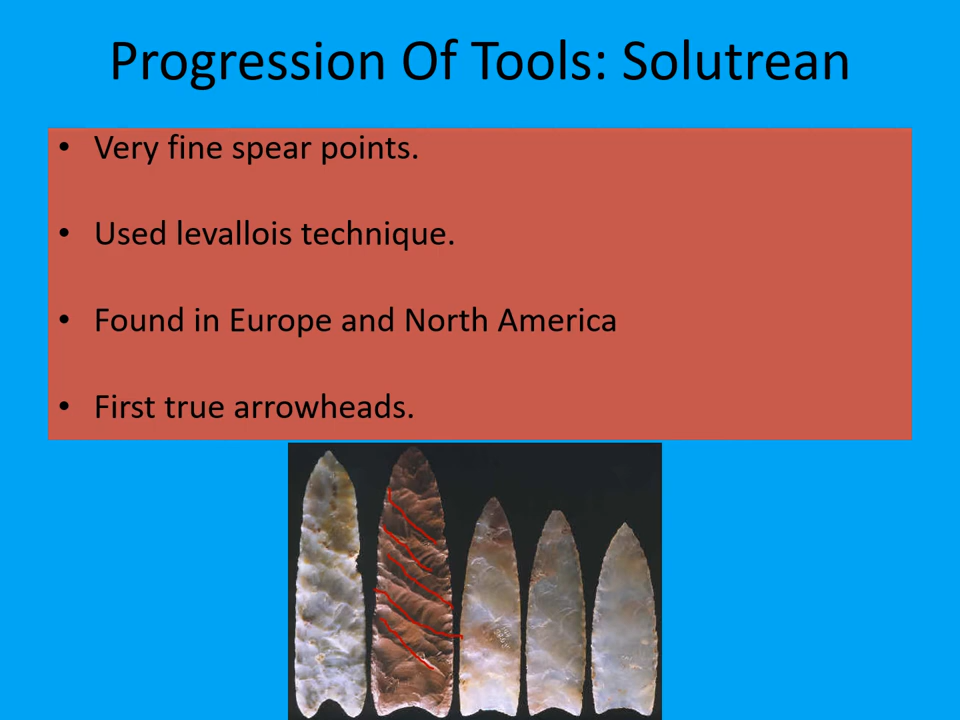 Progression Of Tools: Solutrean
• Very fine spear points.
• Used levallois technique.
• Found in Europe and North America
• First true arrowheads.